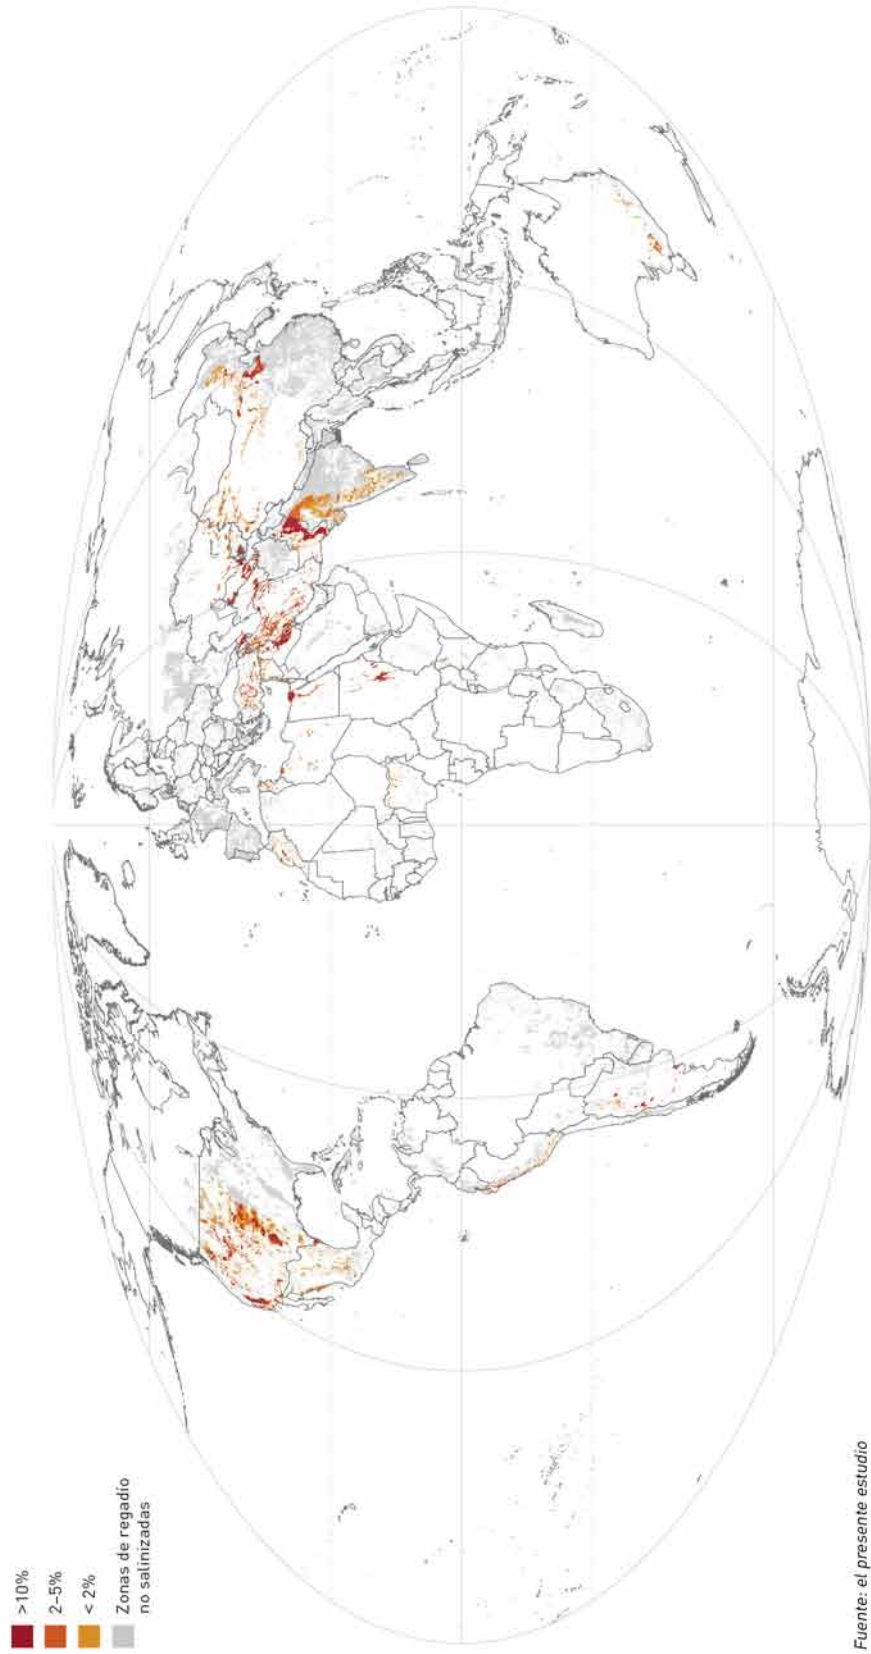 >10%
2–5%
< 2%
Zonas de regadío
no salinizadas
Fuente: el presente estudio